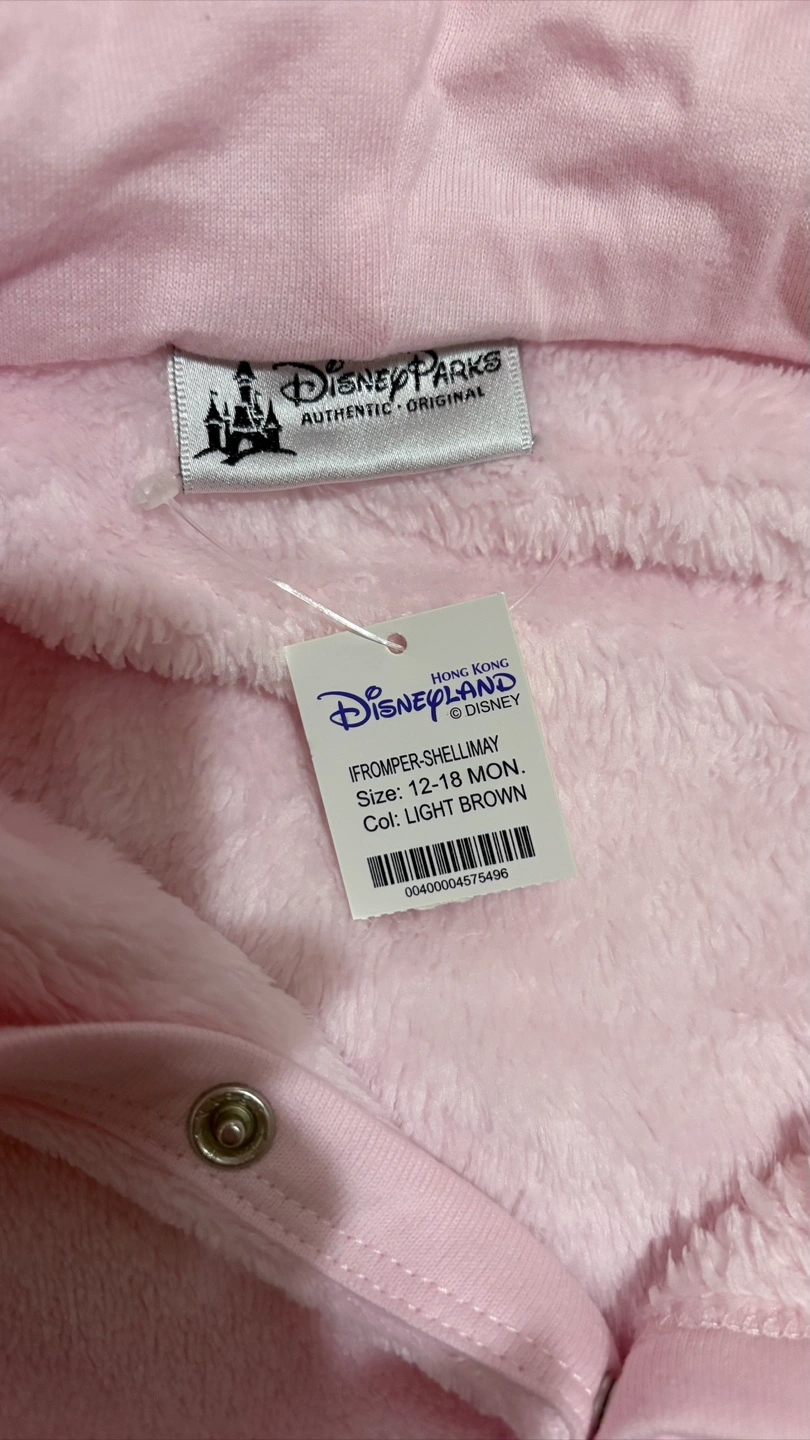 Disney Parks
AUTHENTIC · ORIGINAL
HONG KONG
DISNEYLAND
© DISNEY
IFROMPER-SHELLIMAY
Size: 12-18 MON.
Col: LIGHT BROWN
00400004575496